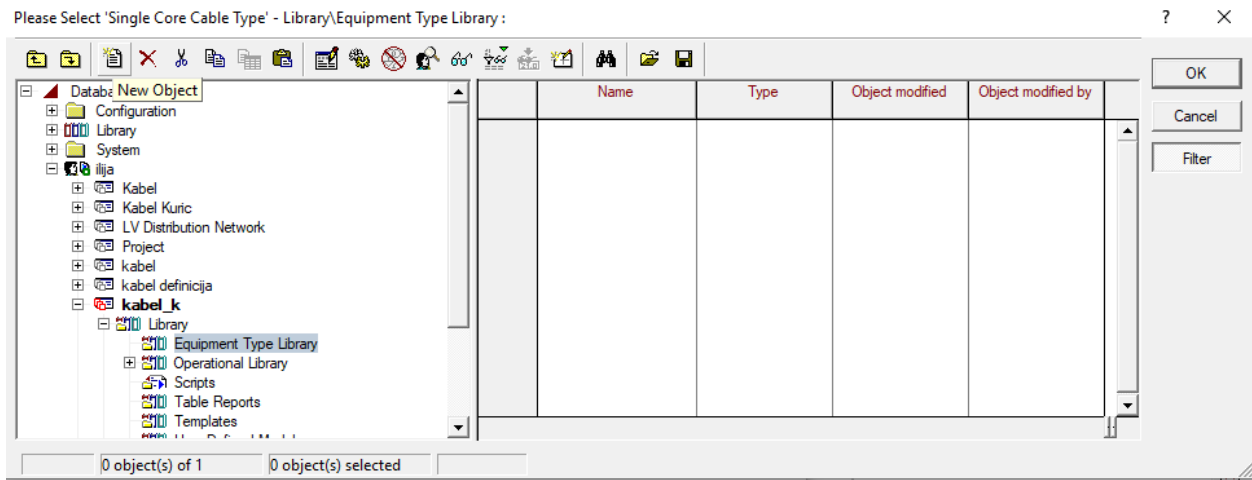 Please Select 'Single Core Cable Type' - Library\Equipment Type Library :
? ×
OK
Cancel
Filter
New Object
Name Type Object modified Object modified by
Configuration
Library
System
ilija
Kabel
Kabel Kuric
LV Distribution Network
Project
kabel
kabel definicija
kabel_k
Library
Equipment Type Library
Operational Library
Scripts
Table Reports
Templates
0 object(s) of 1 0 object(s) selected